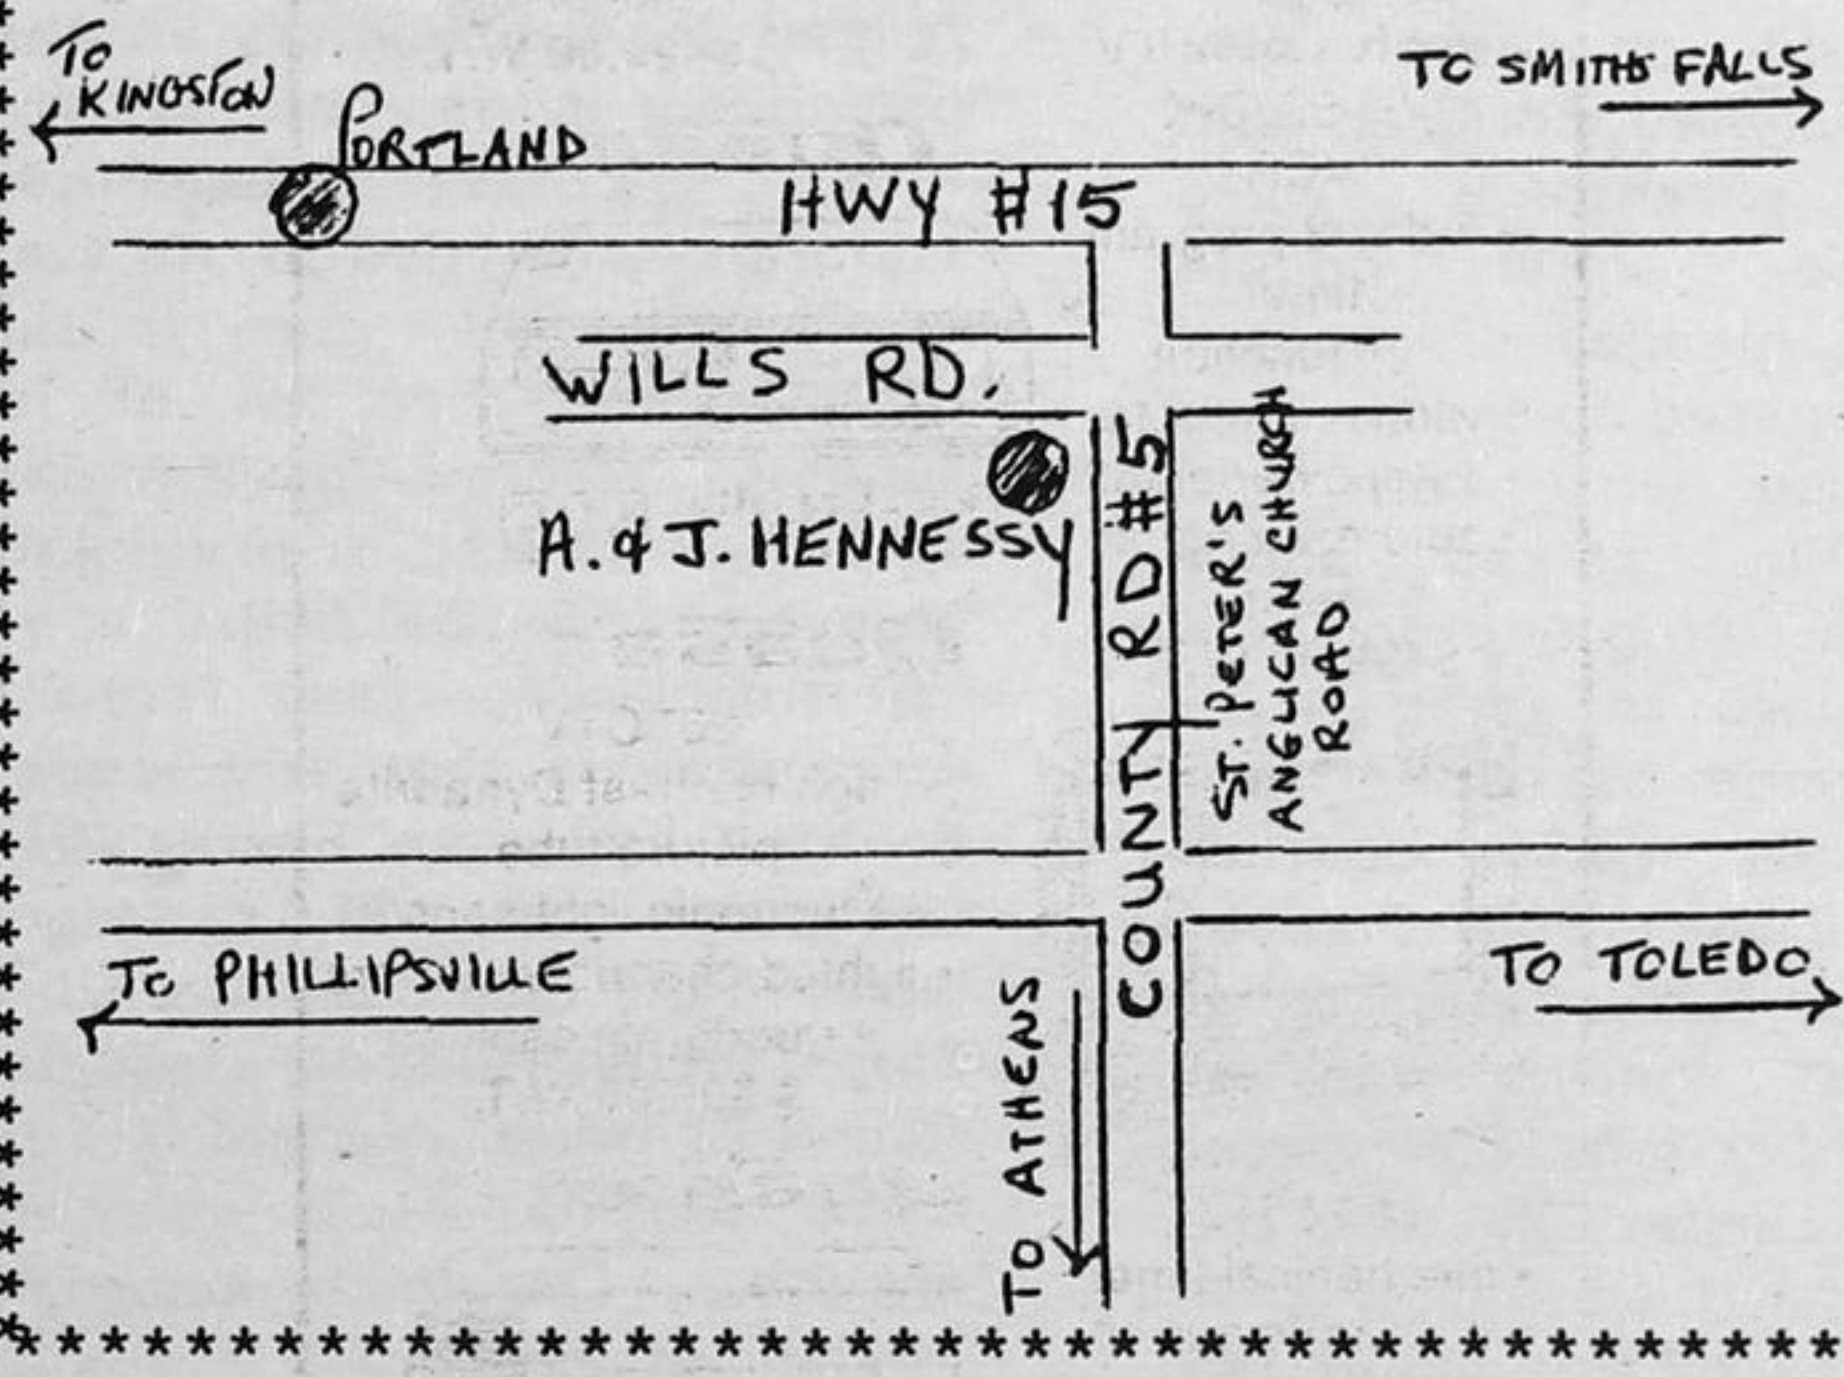 TO
KINGSTON
TO SMITHS FALLS
PORTLAND
HWY #15
WILLS RD.
A. & J. HENNESSY
COUNTY RD #5
ST. PETER'S
ANGLICAN CHURCH
ROAD
TO PHILLIPSVILLE
TO TOLEDO
TO ATHENS